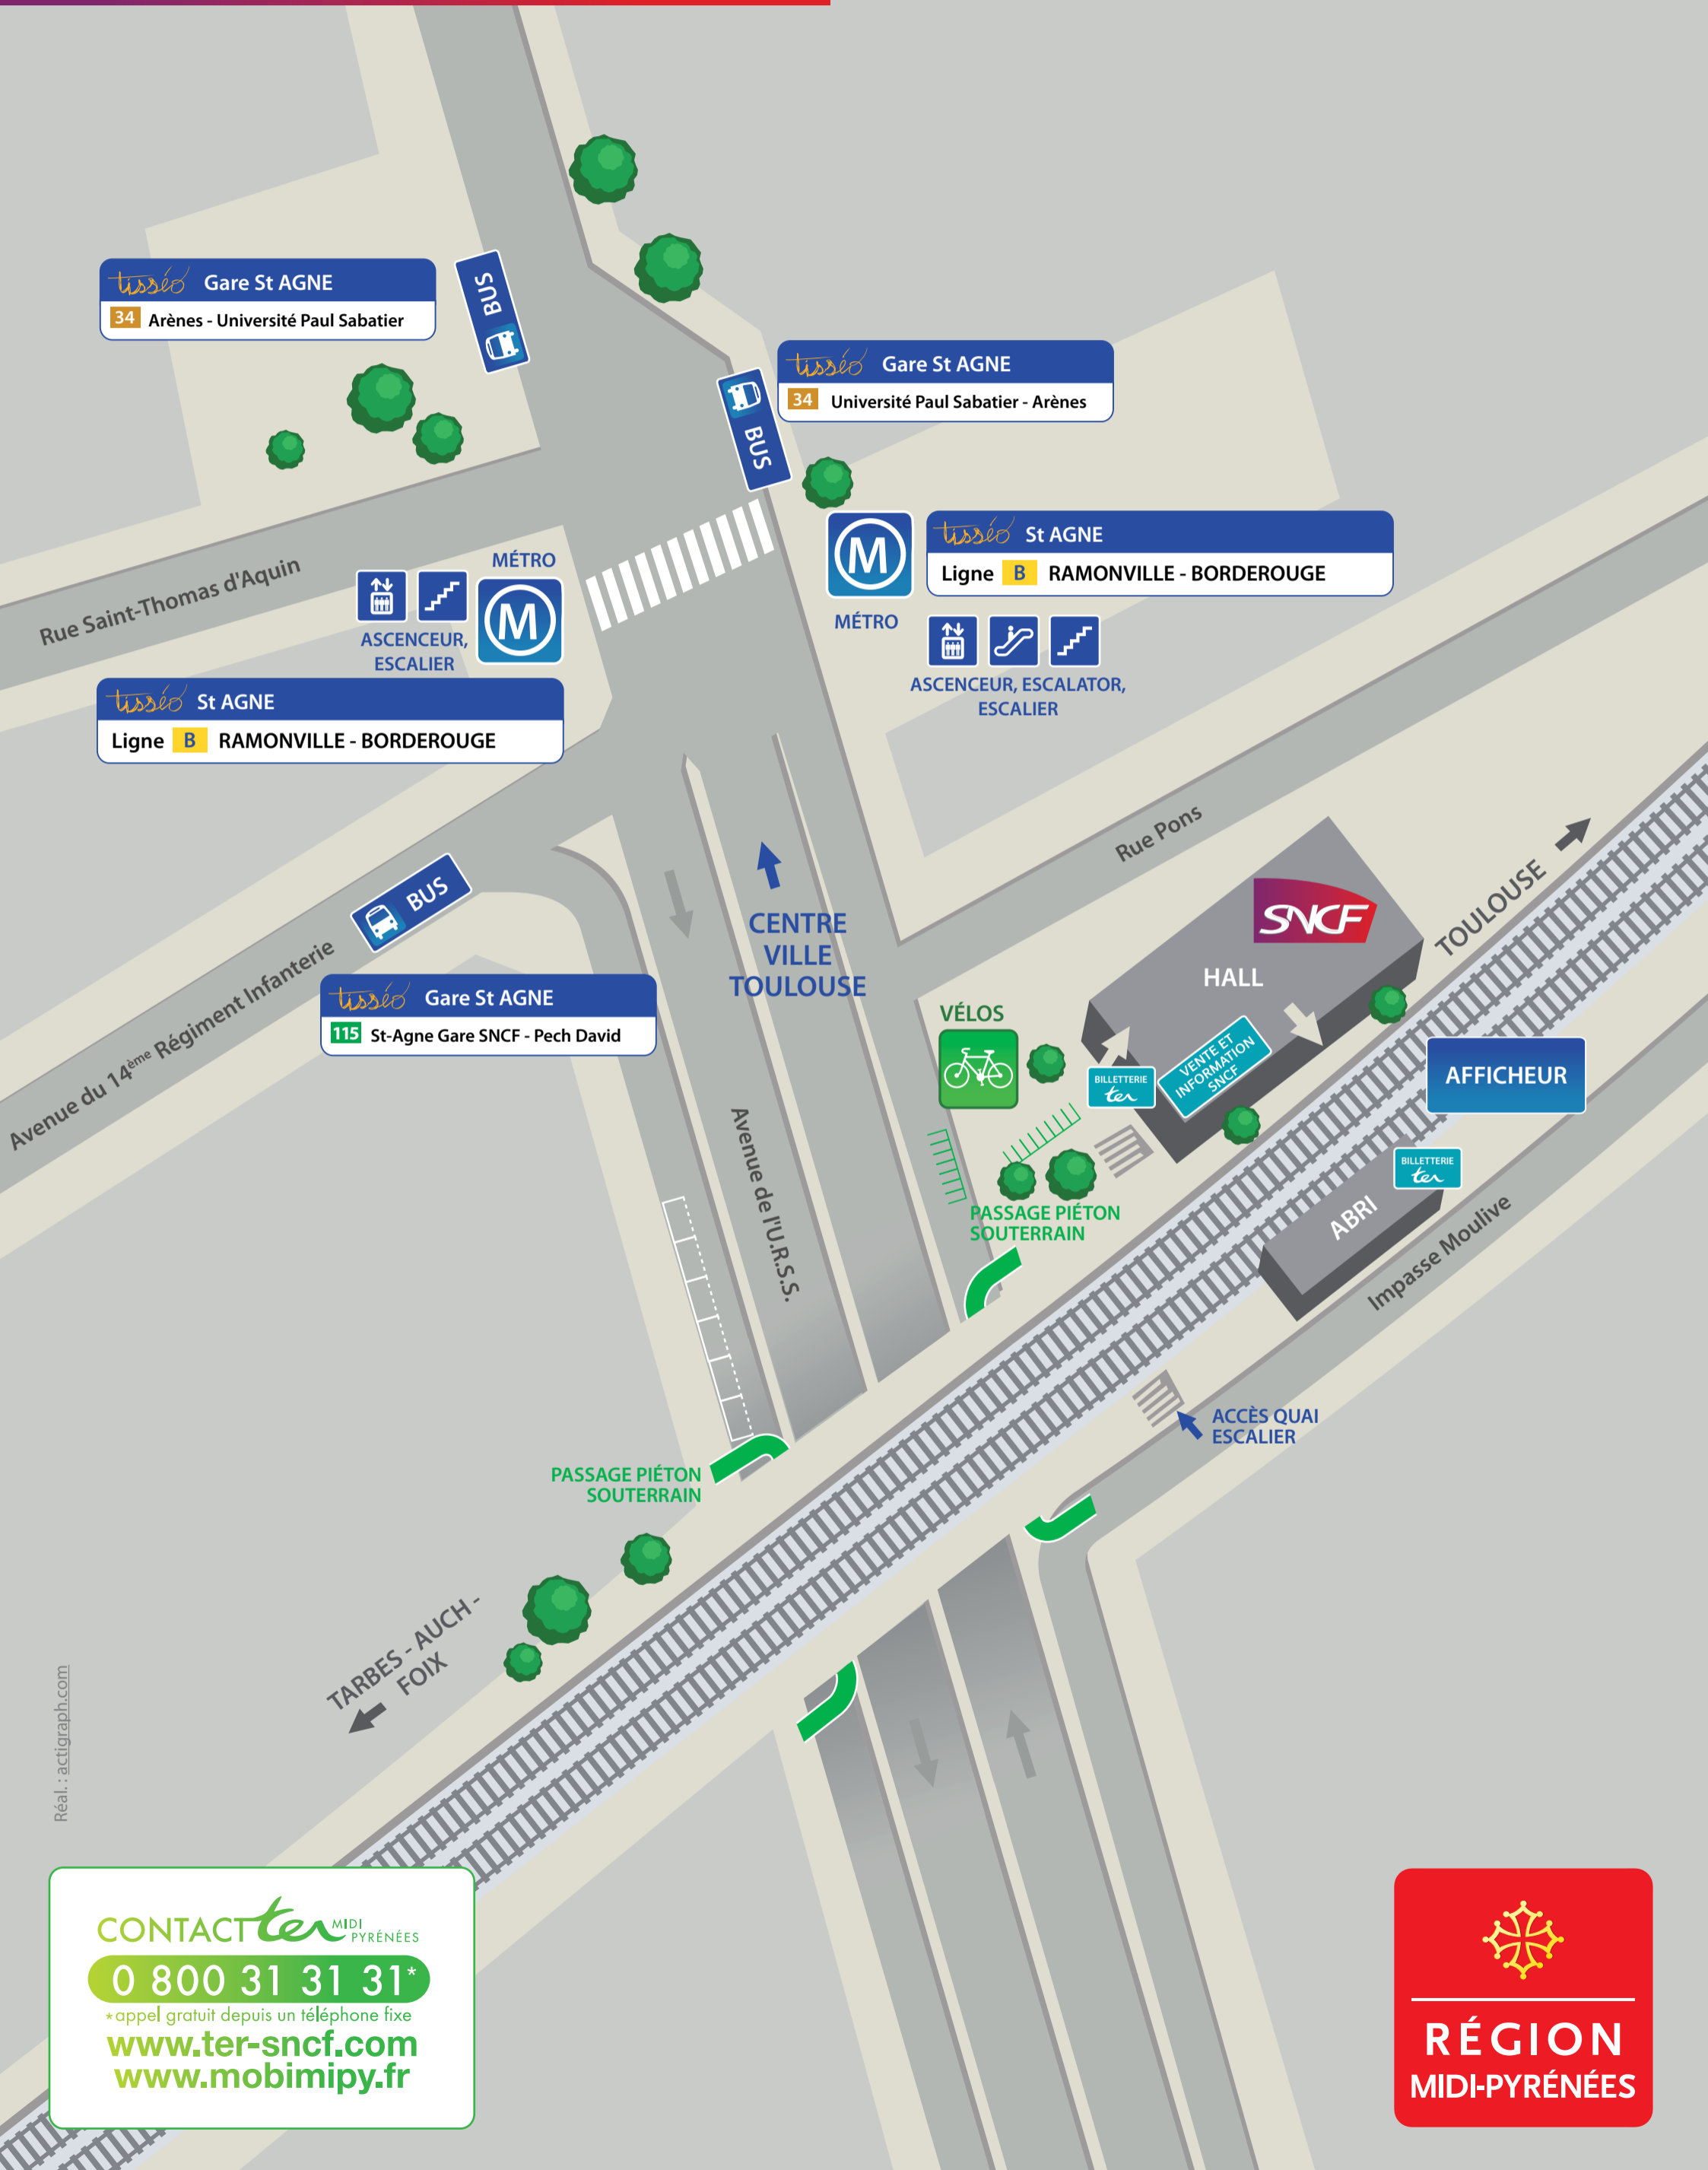 tisséo Gare St AGNE
34 Arènes - Université Paul Sabatier
BUS
tisséo Gare St AGNE
34 Université Paul Sabatier - Arènes
BUS
Rue Saint-Thomas d'Aquin
MÉTRO
M
ASCENCEUR,
ESCALIER
tisséo St AGNE
Ligne B RAMONVILLE - BORDEROUGE
M
MÉTRO
tisséo St AGNE
Ligne B RAMONVILLE - BORDEROUGE
ASCENCEUR, ESCALATOR,
ESCALIER
Rue Pons
BUS
Avenue du 14ème Régiment Infanterie
tisséo Gare St AGNE
115 St-Agne Gare SNCF - Pech David
CENTRE
VILLE
TOULOUSE
SNCF
HALL
TOULOUSE
VÉLOS
BILLETTERIE
ter
VENTE ET
INFORMATION
SNCF
AFFICHEUR
BILLETTERIE
ter
ABRI
Impasse Moulive
Avenue de l'U.R.S.S.
PASSAGE PIÉTON
SOUTERRAIN
ACCÈS QUAI
ESCALIER
PASSAGE PIÉTON
SOUTERRAIN
TARBES - AUCH -
FOIX
Réal. : actigraph.com
CONTACT ter MIDI
PYRÉNÉES
0 800 31 31 31*
*appel gratuit depuis un téléphone fixe
www.ter-sncf.com
www.mobimipy.fr
RÉGION
MIDI-PYRÉNÉES